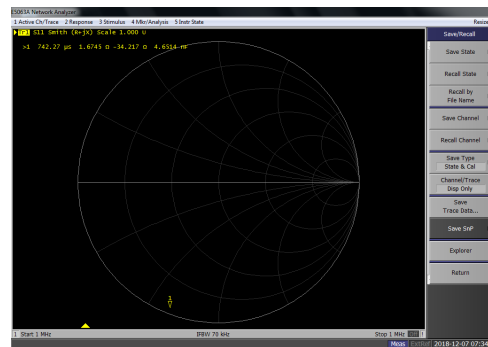 E5063A Network Analyzer
1 Active Ch/Trace 2 Response 3 Stimulus 4 Mkr/Analysis 5 Instr State
Resize
Tr1 S11 Smith (R+jX) Scale 1.000 U
>1 742.27 µs 1.6745 Ω -34.217 Ω
1
1 Start 1 MHz
IFBW 70 kHz
Stop 1 MHz
Meas ExtRef 2018-12-07 07:34
Save/Recall
Save State
Recall State
Recall by
File Name
Save Channel
Recall Channel
Save Type
State & Cal
Channel/Trace
Disp Only
Save
Trace Data...
Save SnP
Explorer
Return